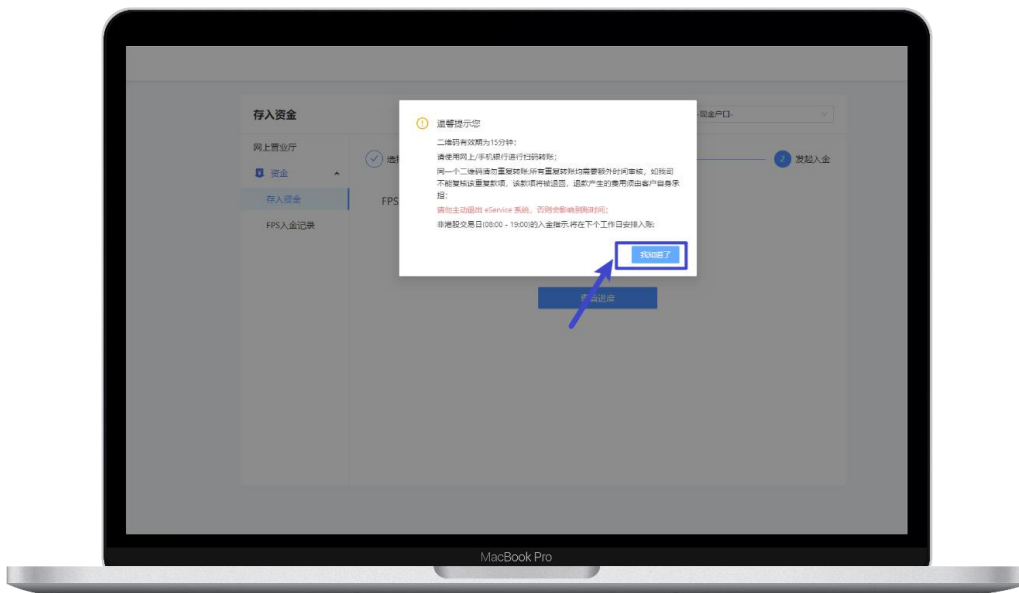 存入资金
-现金户口-
网上营业厅
资金
存入资金
FPS入金记录
选
2 发起入金
FPS
温馨提示您
二维码有效期为15分钟；
请使用网上/手机银行进行扫码转账；
同一个二维码请勿重复转账;所有重复转账均需要额外时间审核，如我司
不能复核该重复款项，该款项将被退回，退款产生的费用须由客户自身承
担；
请勿主动退出 eService 系统，否则会影响到账时间；
非港股交易日(08:00 - 19:00)的入金指示,将在下个工作日安排入账;
我知道了
进度
MacBook Pro